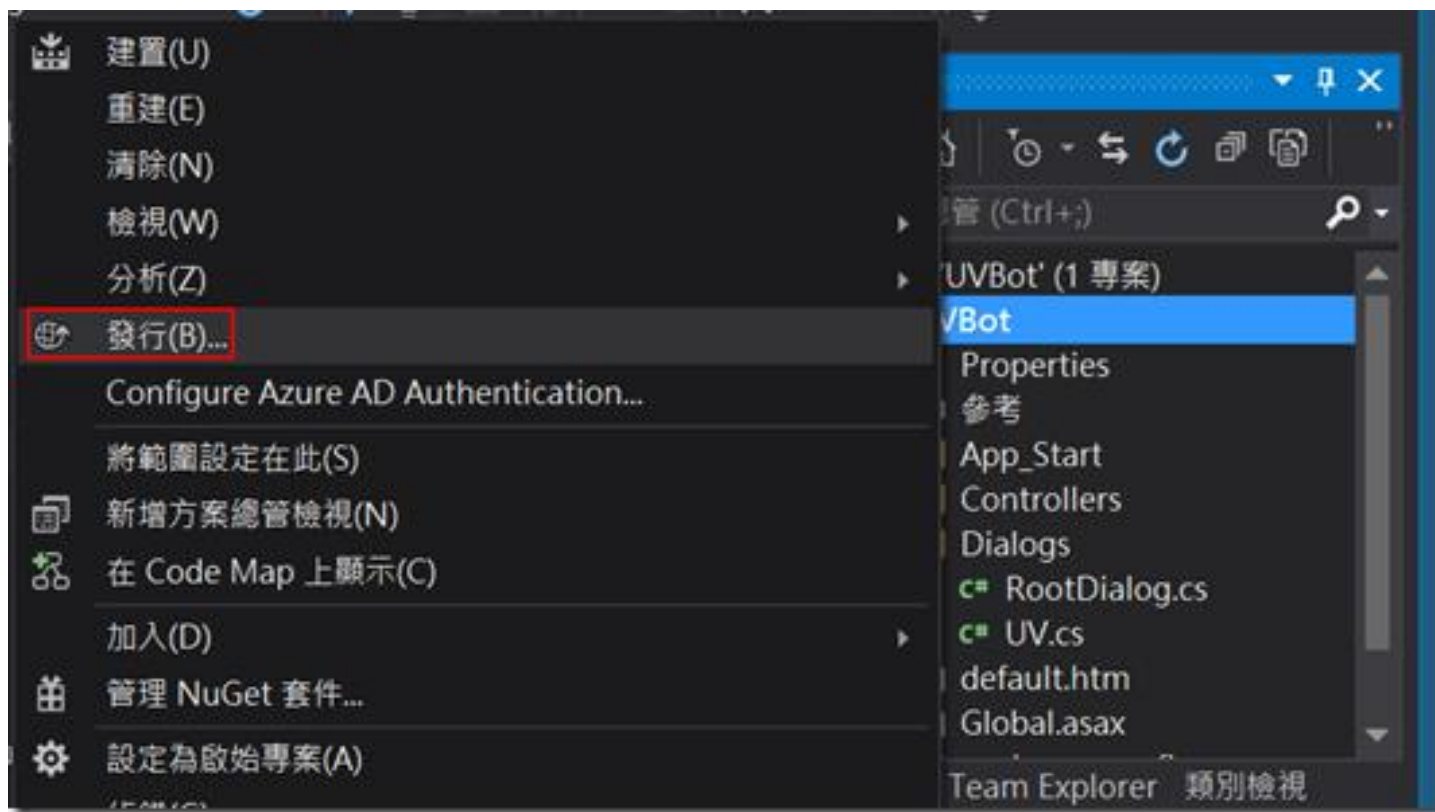 建置(U)
重建(E)
清除(N)
檢視(W)
分析(Z)
發行(B)...
Configure Azure AD Authentication...
將範圍設定在此(S)
新增方案總管檢視(N)
在 Code Map 上顯示(C)
加入(D)
管理 NuGet 套件...
設定為啟始專案(A)
管 (Ctrl+;)
'UVBot' (1 專案)
VBot
Properties
參考
App_Start
Controllers
Dialogs
C# RootDialog.cs
C# UV.cs
default.htm
Global.asax
Team Explorer 類別檢視